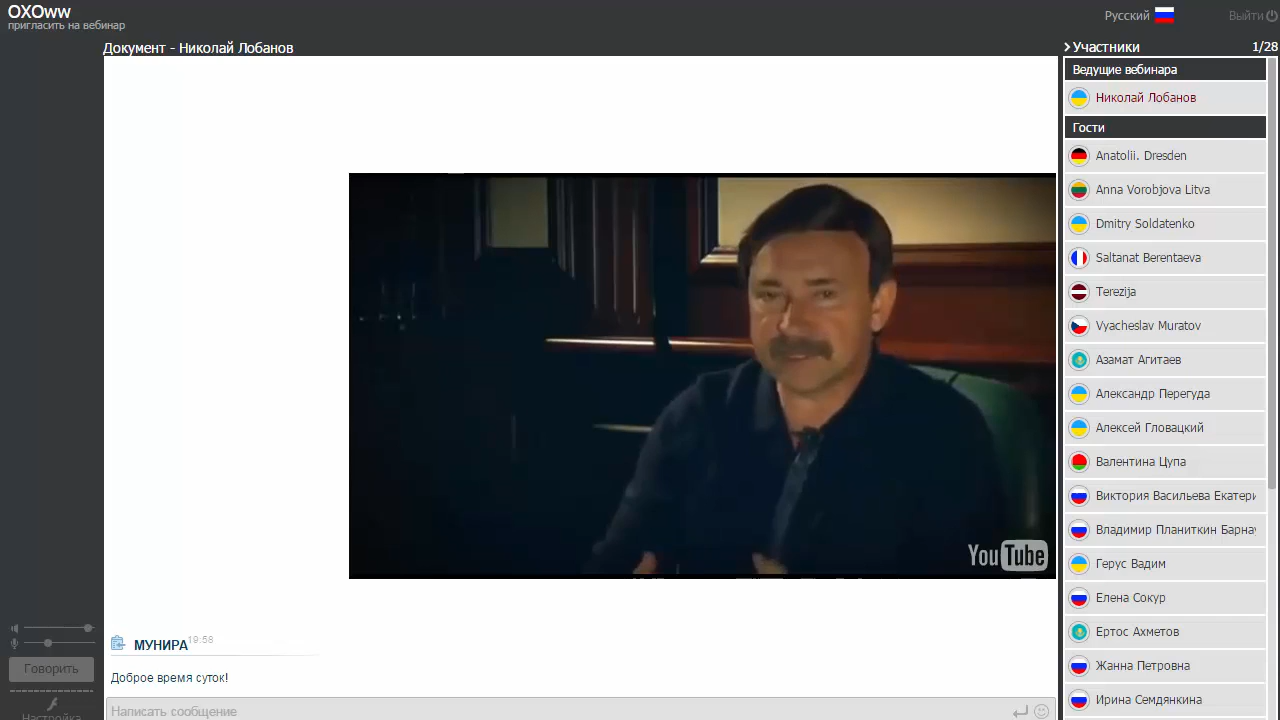 OXOww
пригласить на вебинар
Русский
Выйти
Документ - Николай Лобанов
Участники
1/28
Ведущие вебинара
Николай Лобанов
Гости
Anatolii. Dresden
Anna Vorobjova Litva
Dmitry Soldatenko
Saltanat Berentaeva
Terezija
Vyacheslav Muratov
Азамат Агитаев
Александр Перегуда
Алексей Гловацкий
Валентина Цупа
Виктория Васильева Екатери
Владимир Планиткин Барнау
Герус Вадим
Елена Сокур
Ертос Ахметов
Жанна Петровна
Ирина Семдянкина
YouTube
МУНИРА 19:58
Доброе время суток!
Написать сообщение
Говорить
Настройка